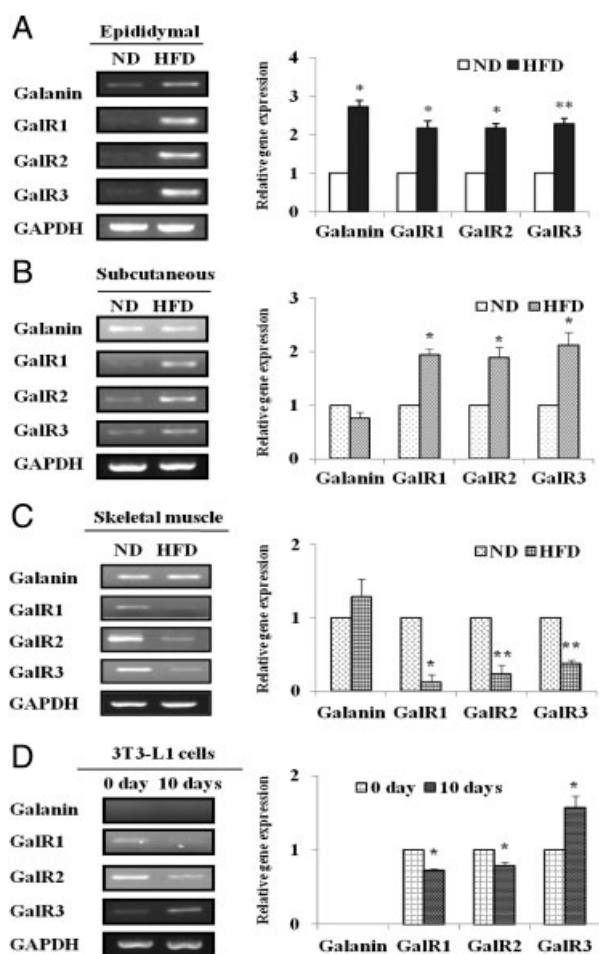 A
Epididymal
ND HFD
Galanin
GalR1
GalR2
GalR3
GAPDH
Relative gene expression
4
3
2
1
0
ND HFD
* * * **
Galanin GalR1 GalR2 GalR3
B
Subcutaneous
ND HFD
Galanin
GalR1
GalR2
GalR3
GAPDH
Relative gene expression
3
2
1
0
ND HFD
* * *
Galanin GalR1 GalR2 GalR3
C
Skeletal muscle
ND HFD
Galanin
GalR1
GalR2
GalR3
GAPDH
Relative gene expression
2
1
0
ND HFD
* ** **
Galanin GalR1 GalR2 GalR3
D
3T3-L1 cells
0 day 10 days
Galanin
GalR1
GalR2
GalR3
GAPDH
Relative gene expression
2
1
0
0 day 10 days
* * *
Galanin GalR1 GalR2 GalR3